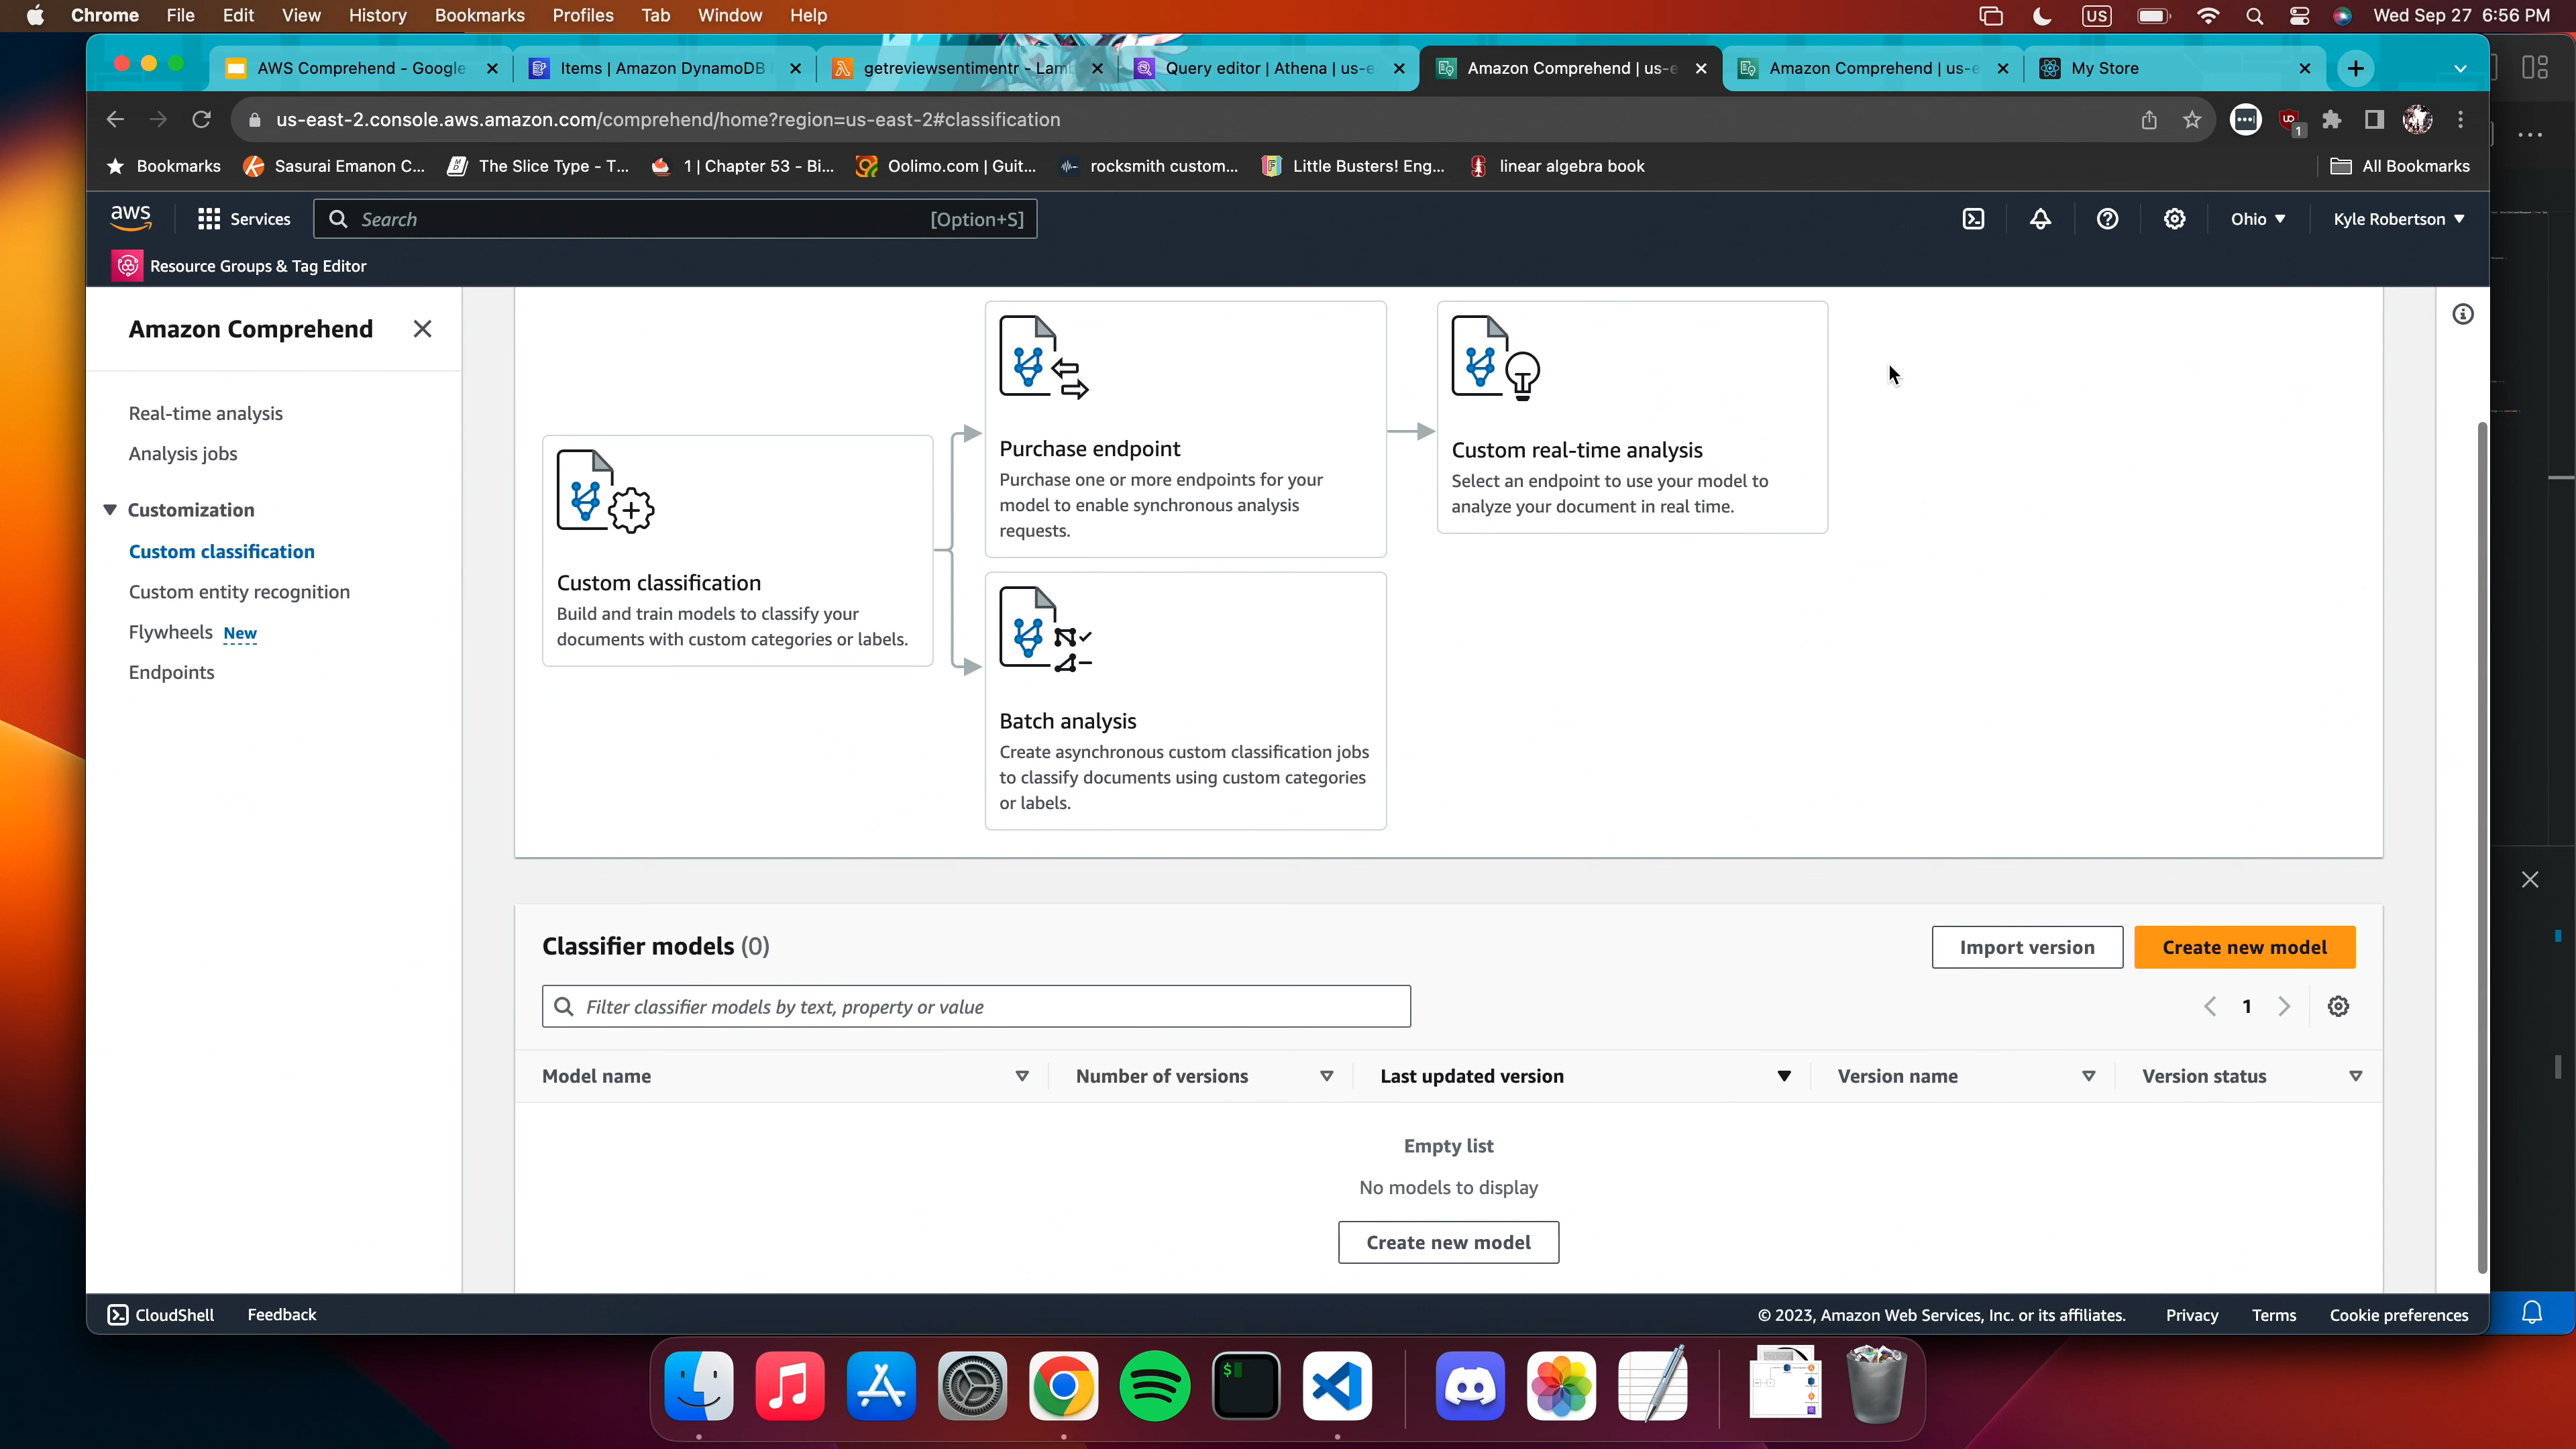 Chrome File Edit View History Bookmarks Profiles Tab Window Help US Wed Sep 27 6:56 PM
AWS Comprehend - Google Items | Amazon DynamoDB getreviewsentimentr - Lam Query editor | Athena | us-e Amazon Comprehend | us-e Amazon Comprehend | us-e My Store
us-east-2.console.aws.amazon.com/comprehend/home?region=us-east-2#classification 1
Bookmarks Sasurai Emanon C... The Slice Type - T... 1 | Chapter 53 - Bi... Oolimo.com | Guit... rocksmith custom... Little Busters! Eng... linear algebra book All Bookmarks
aws Services Search [Option+S] Ohio Kyle Robertson
Resource Groups & Tag Editor
Amazon Comprehend
Real-time analysis
Analysis jobs
Customization
Custom classification
Custom entity recognition
Flywheels New
Endpoints
Custom classification
Build and train models to classify your
documents with custom categories or labels.
Purchase endpoint
Purchase one or more endpoints for your
model to enable synchronous analysis
requests.
Custom real-time analysis
Select an endpoint to use your model to
analyze your document in real time.
Batch analysis
Create asynchronous custom classification jobs
to classify documents using custom categories
or labels.
Classifier models (0)
Import version Create new model
Filter classifier models by text, property or value
1
Model name Number of versions Last updated version Version name Version status
Empty list
No models to display
Create new model
CloudShell Feedback © 2023, Amazon Web Services, Inc. or its affiliates. Privacy Terms Cookie preferences